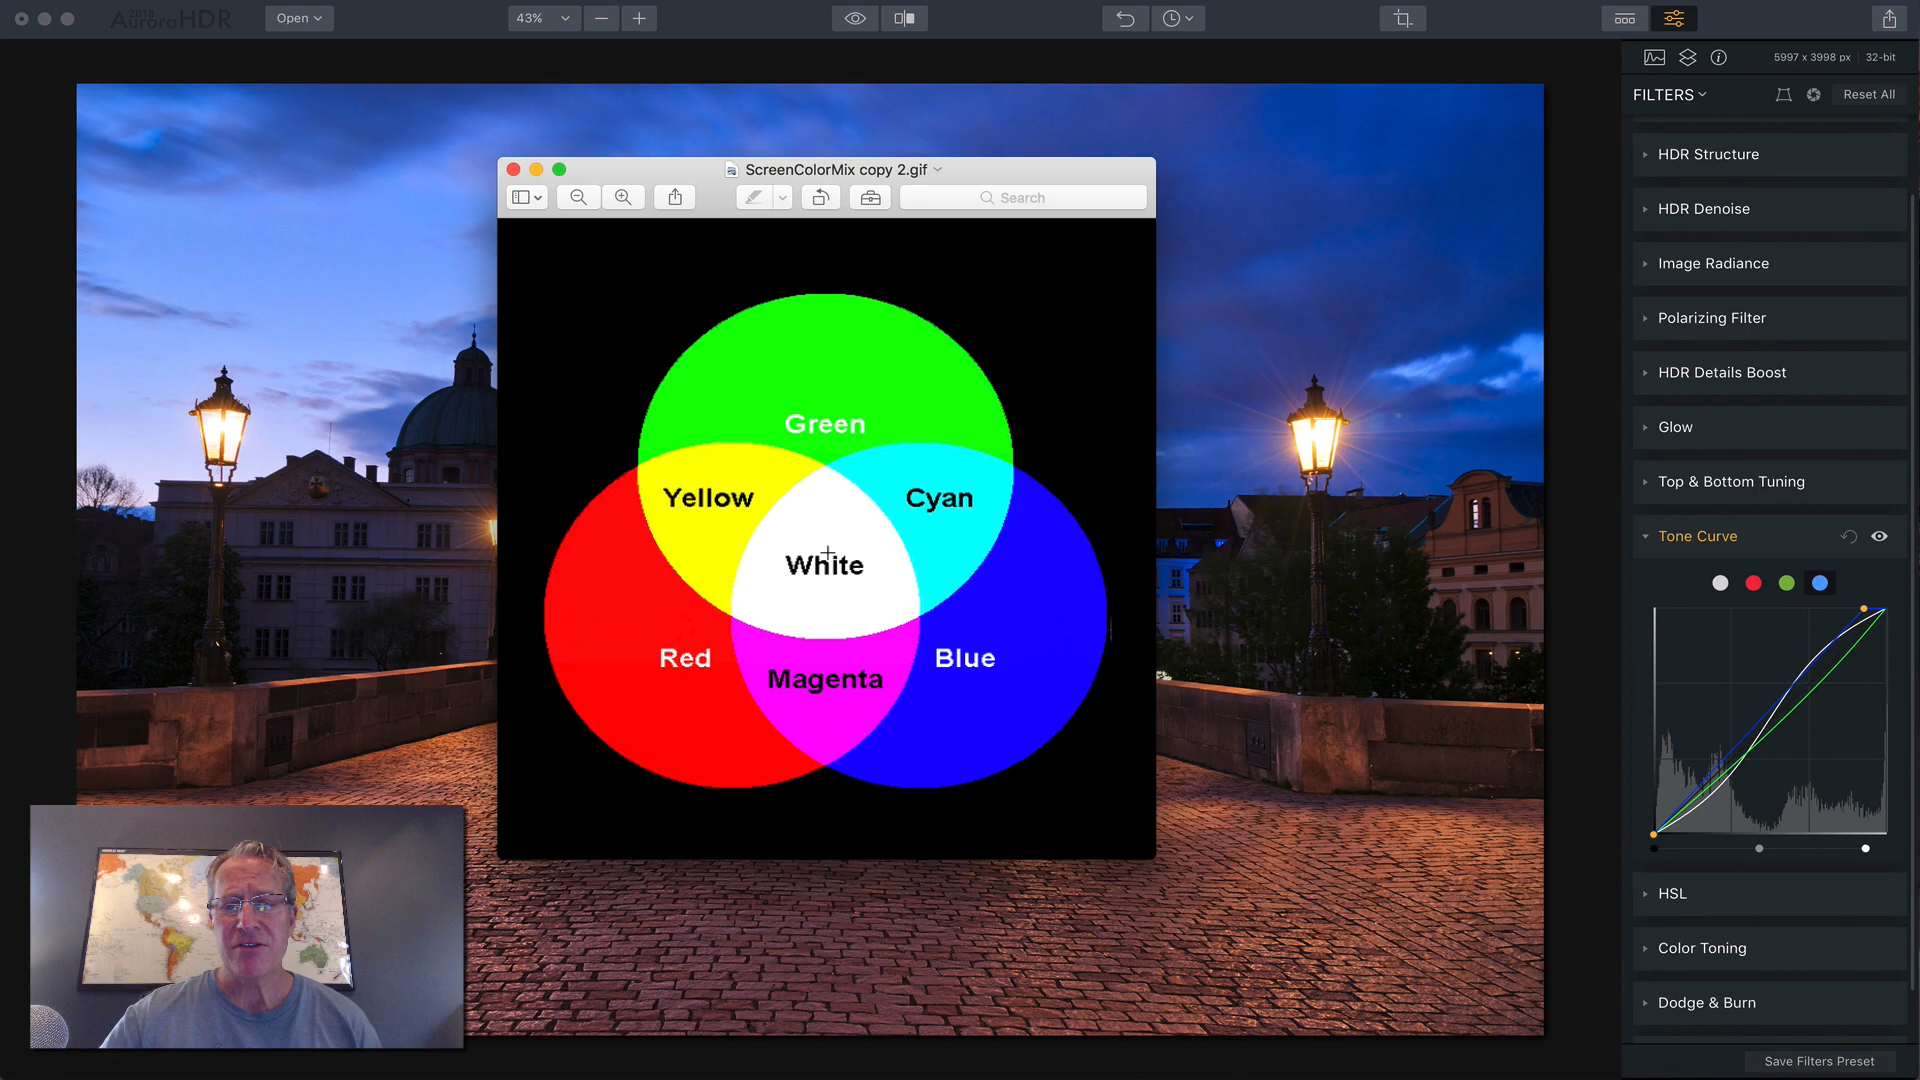 2018
AuroraHDR
Open
43%
5997 x 3998 px
32-bit
FILTERS
Reset All
ScreenColorMix copy 2.gif
Search
HDR Structure
HDR Denoise
Image Radiance
Polarizing Filter
HDR Details Boost
Glow
Top & Bottom Tuning
Tone Curve
Green
Yellow
Cyan
White
Red
Blue
Magenta
HSL
Color Toning
Dodge & Burn
Save Filters Preset